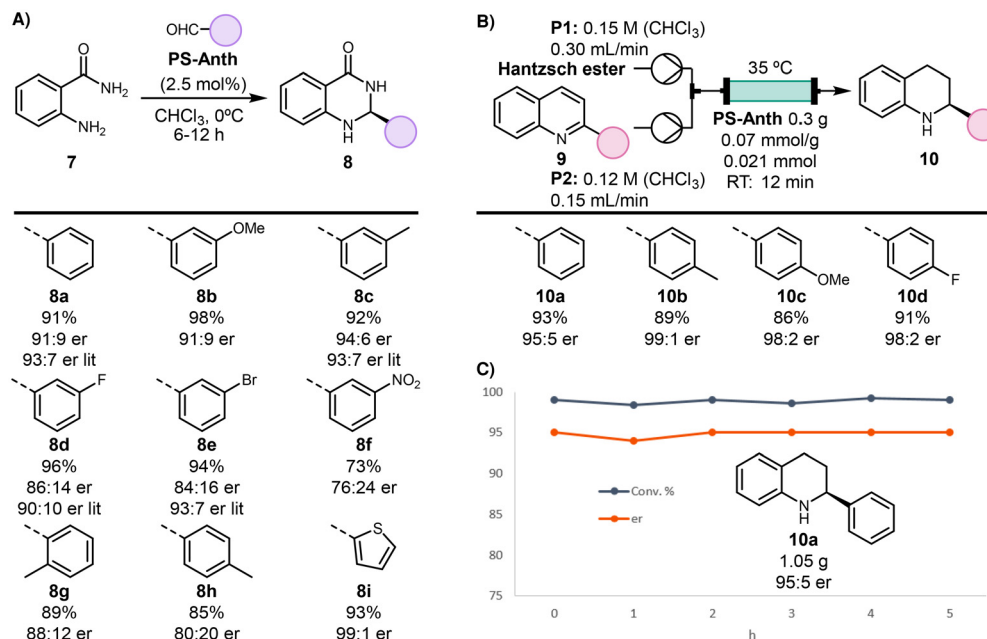 A)
OHC
PS-Anth
(2.5 mol%)
CHCl3, 0ºC
6-12 h
O
NH2
NH2
7
O
NH
N
H
8
8a
91%
91:9 er
93:7 er lit
OMe
8b
98%
91:9 er
8c
92%
94:6 er
93:7 er lit
F
8d
96%
86:14 er
90:10 er lit
Br
8e
94%
84:16 er
93:7 er lit
NO2
8f
73%
76:24 er
8g
89%
88:12 er
8h
85%
80:20 er
S
8i
93%
99:1 er
B)
P1: 0.15 M (CHCl3)
0.30 mL/min
Hantzsch ester
N
9
P2: 0.12 M (CHCl3)
0.15 mL/min
35 ºC
PS-Anth 0.3 g
0.07 mmol/g
0.021 mmol
RT: 12 min
N
H
10
10a
93%
95:5 er
10b
89%
99:1 er
OMe
10c
86%
98:2 er
F
10d
91%
98:2 er
C)
100
95
90
85
80
75
Conv. %
er
N
H
10a
1.05 g
95:5 er
0 1 2 3 4 5
h